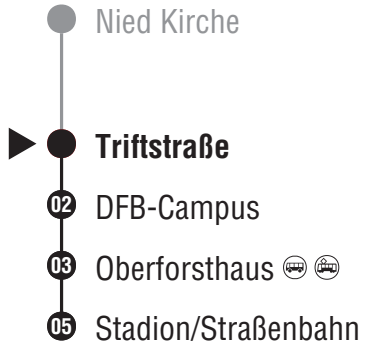 Nied Kirche
Triftstraße
02 DFB-Campus
03 Oberforsthaus
05 Stadion/Straßenbahn